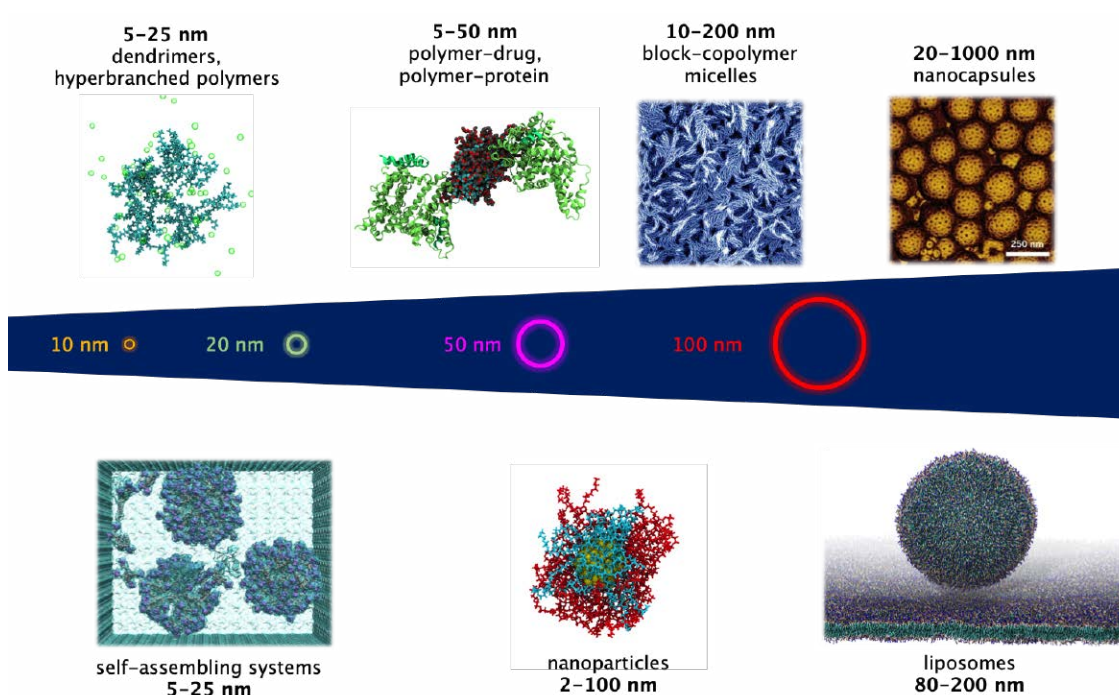 5-25 nm
dendrimers,
hyperbranched polymers
5-50 nm
polymer-drug,
polymer-protein
10-200 nm
block-copolymer
micelles
20-1000 nm
nanocapsules
250 nm
10 nm
20 nm
50 nm
100 nm
self-assembling systems
5-25 nm
nanoparticles
2-100 nm
liposomes
80-200 nm